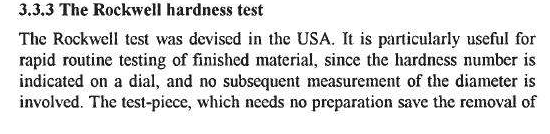 3.3.3 The Rockwell hardness test
The Rockwell test was devised in the USA. It is particularly useful for
rapid routine testing of finished material, since the hardness number is
indicated on a dial, and no subsequent measurement of the diameter is
involved. The test-piece, which needs no preparation save the removal of